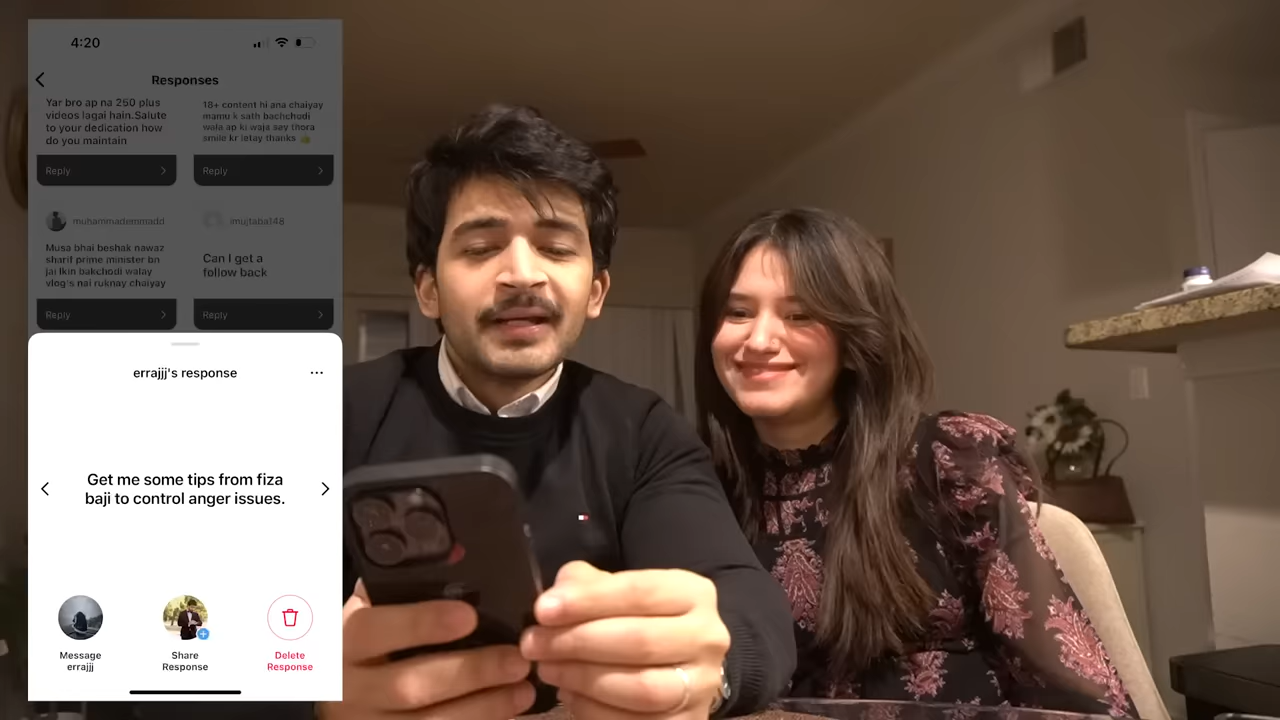 4:20
Responses
Yar bro ap na 250 plus
videos lagai hain.Salute
to your dedication how
do you maintain
Reply
18+ content hi ana chaiyay
mamu k sath bachchodi
wala ap ki waja say thora
smile kr letay thanks 👍
Reply
muhammademmadd
Musa bhai beshak nawaz
sharif prime minister bn
jai lkin bakchodi walay
vlog's nai ruknay chaiyay
Reply
imujtaba148
Can I get a
follow back
Reply
errajjj's response
Get me some tips from fiza
baji to control anger issues.
Message
errajjj
Share
Response
Delete
Response